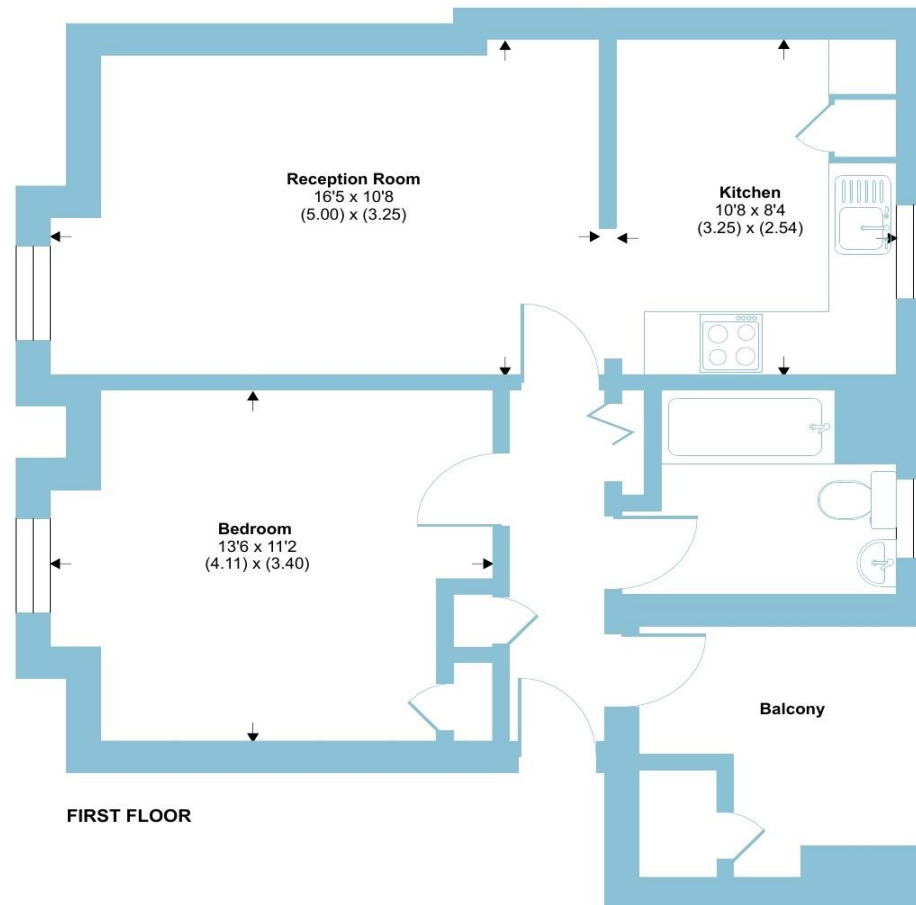 Reception Room
16'5 x 10'8
(5.00) x (3.25)
Kitchen
10'8 x 8'4
(3.25) x (2.54)
Bedroom
13'6 x 11'2
(4.11) x (3.40)
Balcony
FIRST FLOOR